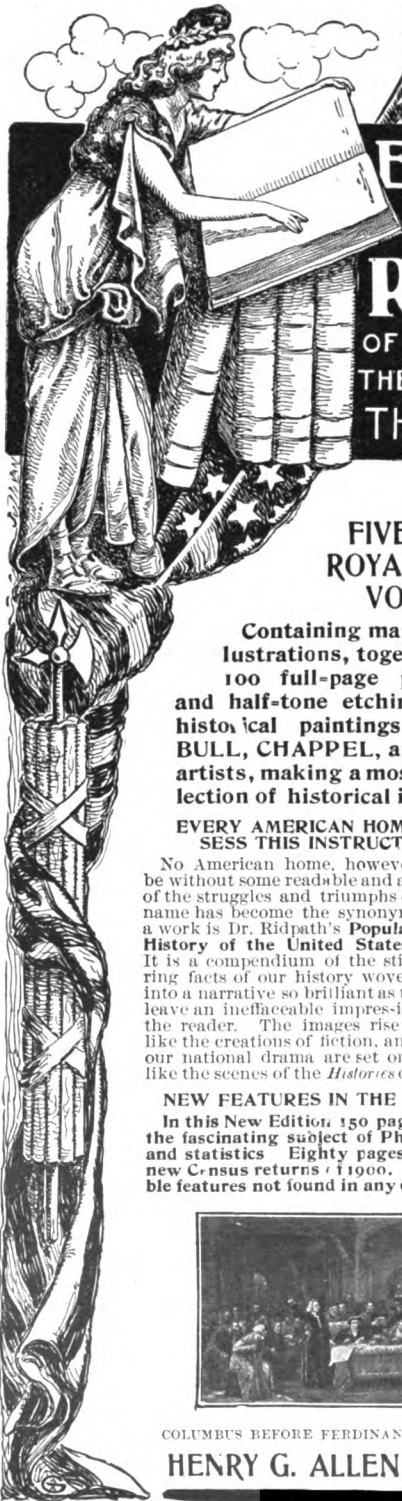 E
R
OF
THE
TH
FIVE
ROYA
VO
Containing ma
lustrations, toge
100 full=page
and half=tone etchi
historical paintings
BULL, CHAPPEL, a
artists, making a mos
lection of historical i
EVERY AMERICAN HOM
SESS THIS INSTRUCT
No American home, howeve
be without some readable and a
of the struggles and triumphs
name has become the synonyr
a work is Dr. Ridpath's Popula
History of the United State
It is a compendium of the sti
ring facts of our history wove
into a narrative so brilliant as
leave an ineffaceable impres-i
the reader. The images rise
like the creations of fiction, an
our national drama are set or
like the scenes of the Histories
NEW FEATURES IN THE
In this New Edition 150 pag
the fascinating subject of Ph
and statistics Eighty pages
new Census returns of 1900.
ble features not found in any
COLUMBUS BEFORE FERDINAN
HENRY G. ALLEN